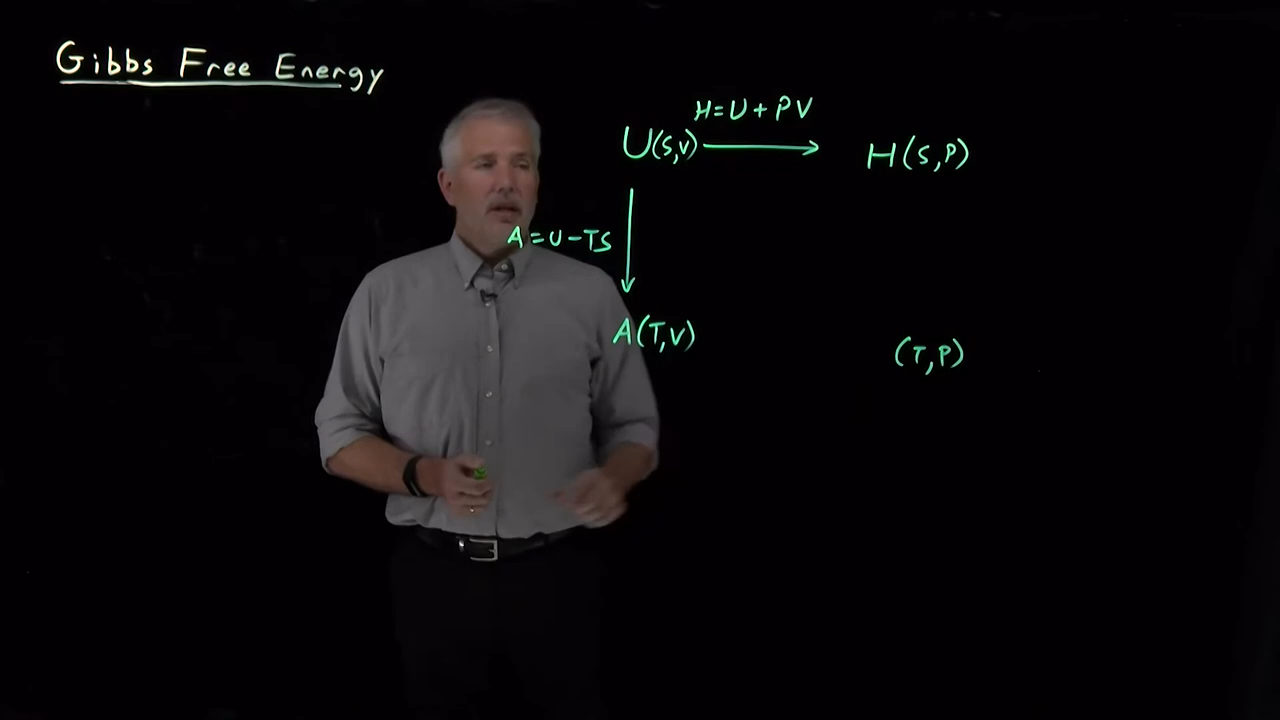 Gibbs Free Energy
H=U+PV
U(S,V)
H(S,P)
A=U-TS
A(T,V)
(T,P)